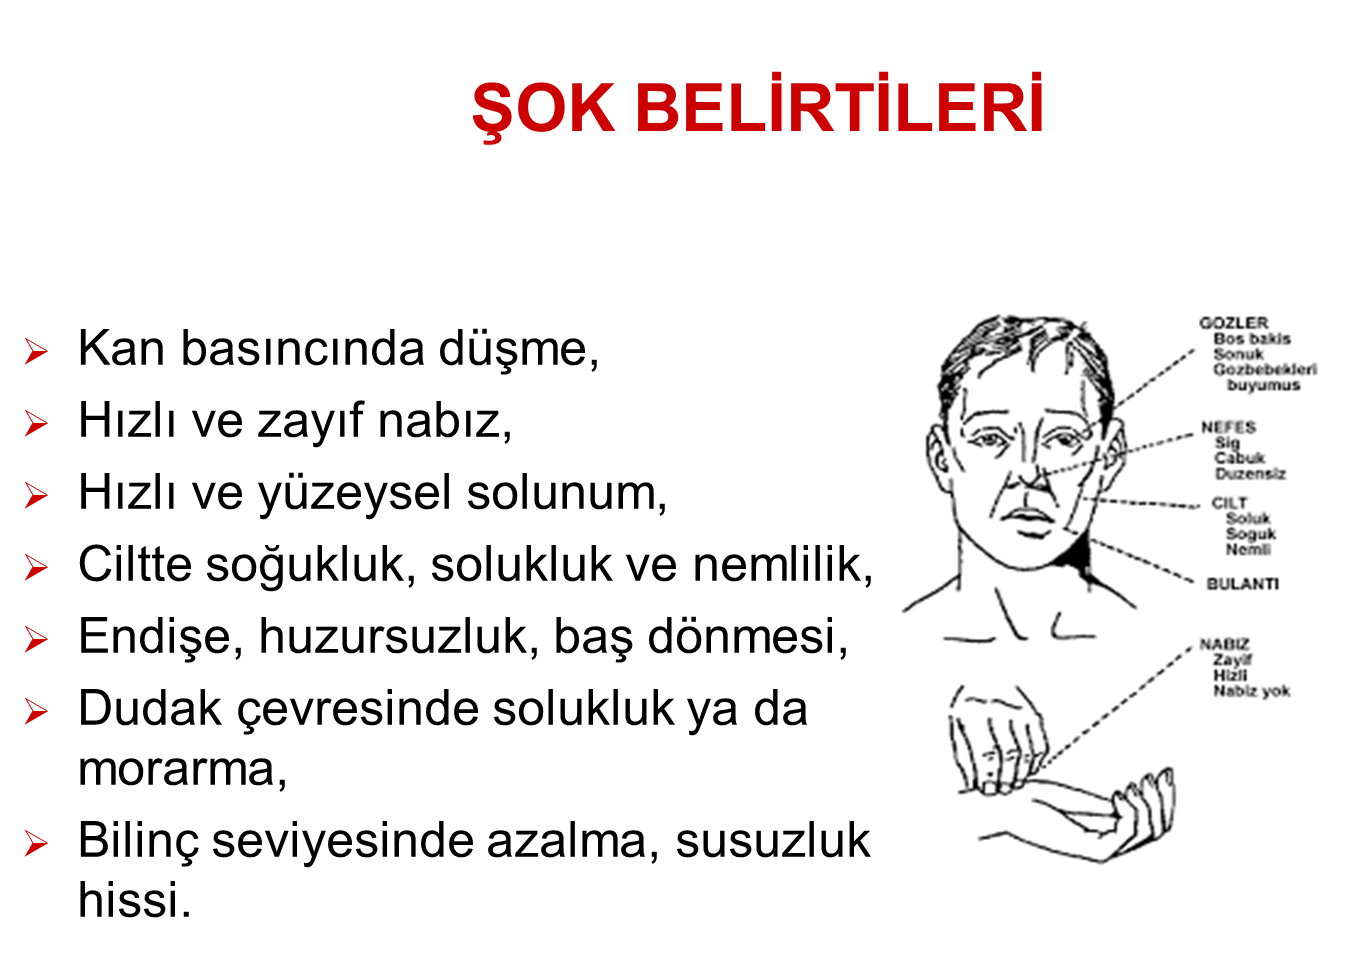 ŞOK BELİRTİLERİ
Kan basıncında düşme,
Hızlı ve zayıf nabız,
Hızlı ve yüzeysel solunum,
Ciltte soğukluk, solukluk ve nemlilik,
Endişe, huzursuzluk, baş dönmesi,
Dudak çevresinde solukluk ya da
morarma,
Bilinç seviyesinde azalma, susuzluk
hissi.
GOZLER
Bos bakis
Sonuk
Gozbebekleri
buyumus
NEFES
Sig
Cabuk
Duzensiz
CILT
Soluk
Soguk
Nemli
BULANTI
NABIZ
Zayif
Hizli
Nabiz yok